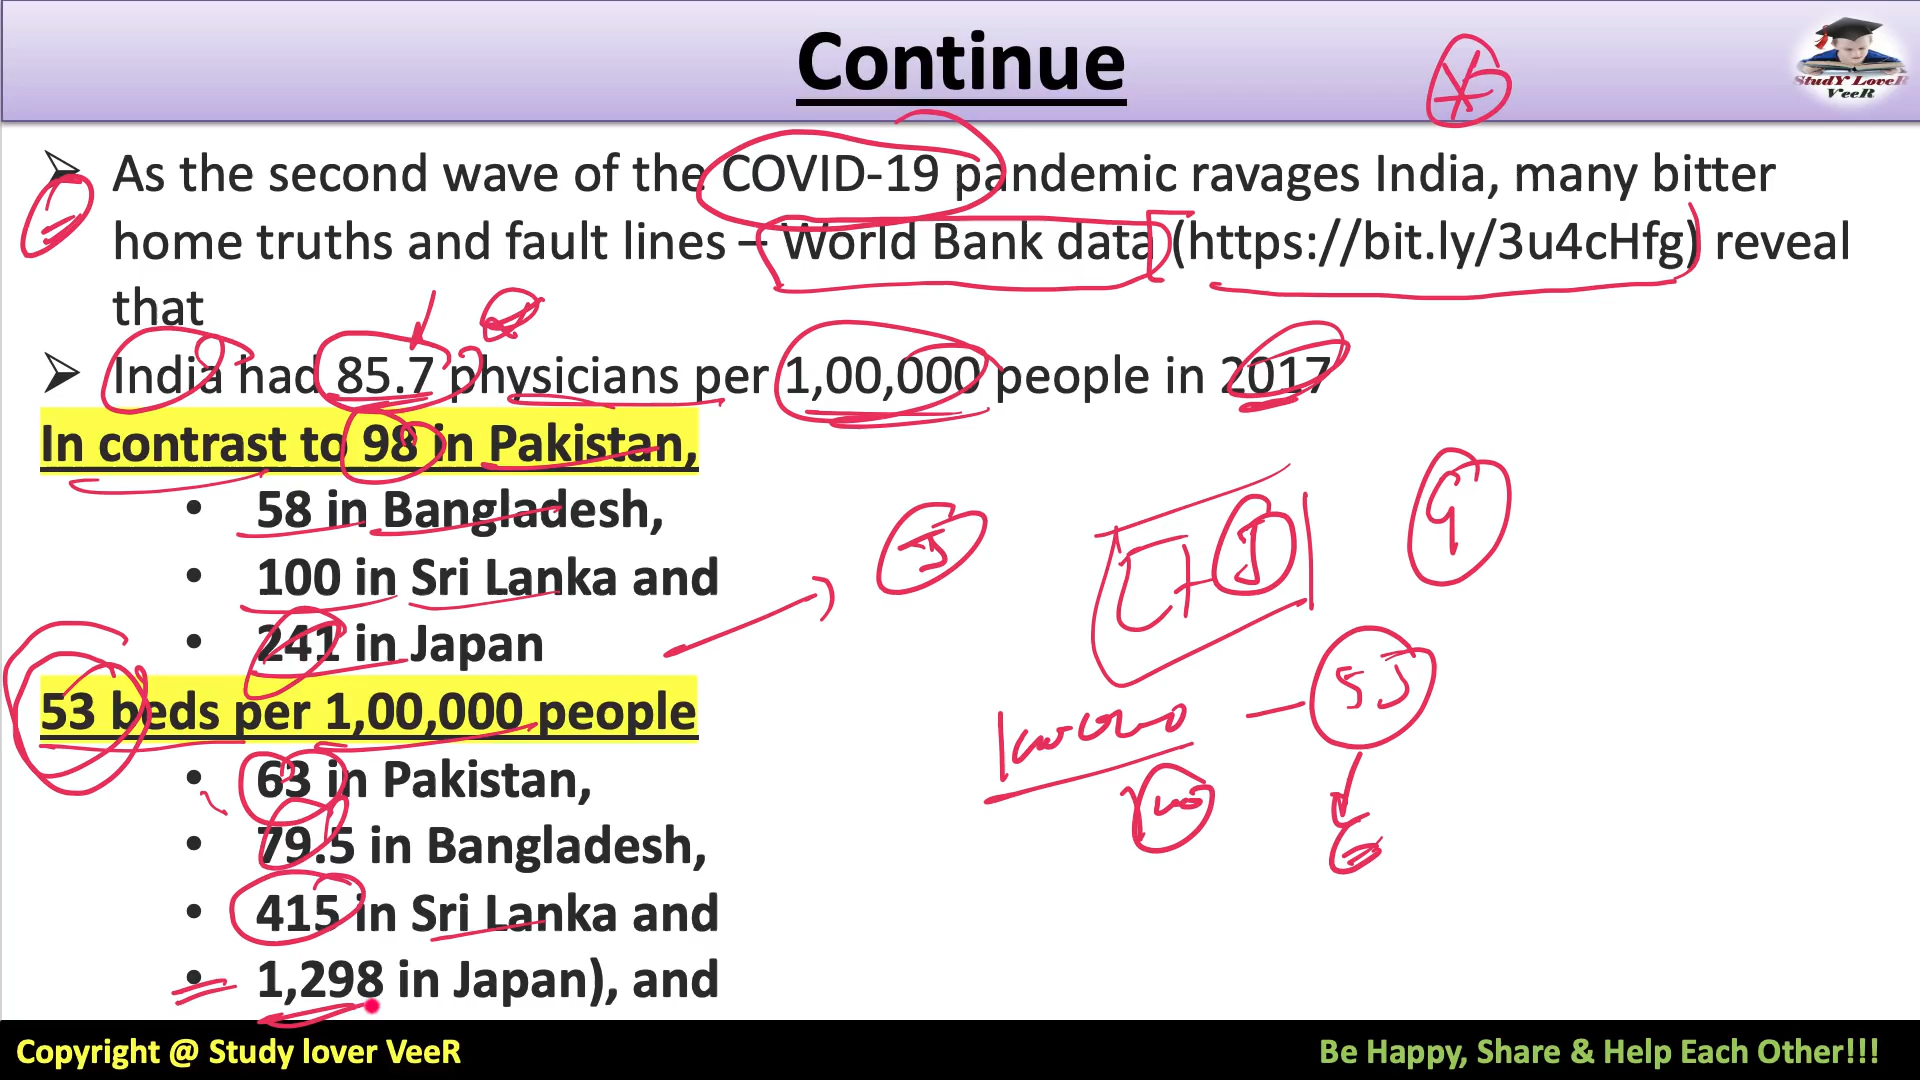 Continue
StudY LoveR
VeeR
As the second wave of the COVID-19 pandemic ravages India, many bitter
home truths and fault lines – World Bank data (https://bit.ly/3u4cHfg) reveal
that
India had 85.7 physicians per 1,00,000 people in 2017
In contrast to 98 in Pakistan,
• 58 in Bangladesh,
• 100 in Sri Lanka and
• 241 in Japan
53 beds per 1,00,000 people
• 63 in Pakistan,
• 79.5 in Bangladesh,
• 415 in Sri Lanka and
• 1,298 in Japan), and
Copyright @ Study lover VeeR
Be Happy, Share & Help Each Other!!!